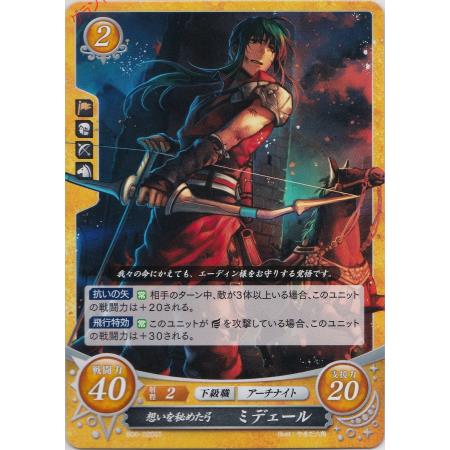 2
我々の命にかえても、エーディン様をお守りする覚悟です。
抗いの矢 常 相手のターン中、敵が3体以上いる場合、このユニット
の戦闘力は＋20される。
飛行特効 常 このユニットが を攻撃している場合、このユニット
の戦闘力は＋30される。
戦闘力 40
射程 2
下級職
アーチナイト
支援力 20
想いを秘めた弓 ミデェール